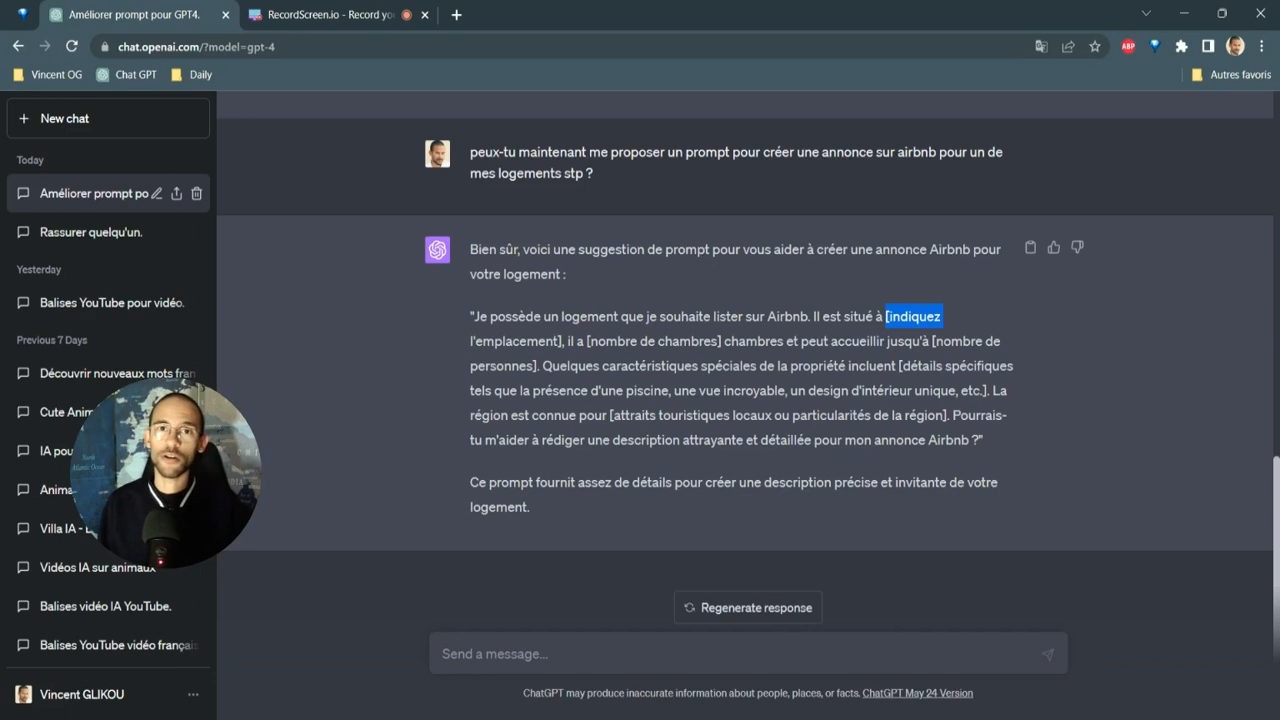 Améliorer prompt pour GPT4.
RecordScreen.io - Record yo
chat.openai.com/?model=gpt-4
ABP
Vincent OG
Chat GPT
Daily
Autres favoris
New chat
Today
Améliorer prompt po
Rassurer quelqu'un.
Yesterday
Balises YouTube pour vidéo.
Previous 7 Days
Découvrir nouveaux mots fran
Cute Anim
IA pou
Anima
Villa IA - L
Vidéos IA sur animaux
Balises vidéo IA YouTube.
Balises YouTube vidéo français
Vincent GLIKOU
peux-tu maintenant me proposer un prompt pour créer une annonce sur airbnb pour un de
mes logements stp ?
Bien sûr, voici une suggestion de prompt pour vous aider à créer une annonce Airbnb pour
votre logement :
"Je possède un logement que je souhaite lister sur Airbnb. Il est situé à [indiquez
l'emplacement], il a [nombre de chambres] chambres et peut accueillir jusqu'à [nombre de
personnes]. Quelques caractéristiques spéciales de la propriété incluent [détails spécifiques
tels que la présence d'une piscine, une vue incroyable, un design d'intérieur unique, etc.]. La
région est connue pour [attraits touristiques locaux ou particularités de la région]. Pourrais-
tu m'aider à rédiger une description attrayante et détaillée pour mon annonce Airbnb ?"
Ce prompt fournit assez de détails pour créer une description précise et invitante de votre
logement.
Regenerate response
Send a message...
ChatGPT may produce inaccurate information about people, places, or facts. ChatGPT May 24 Version